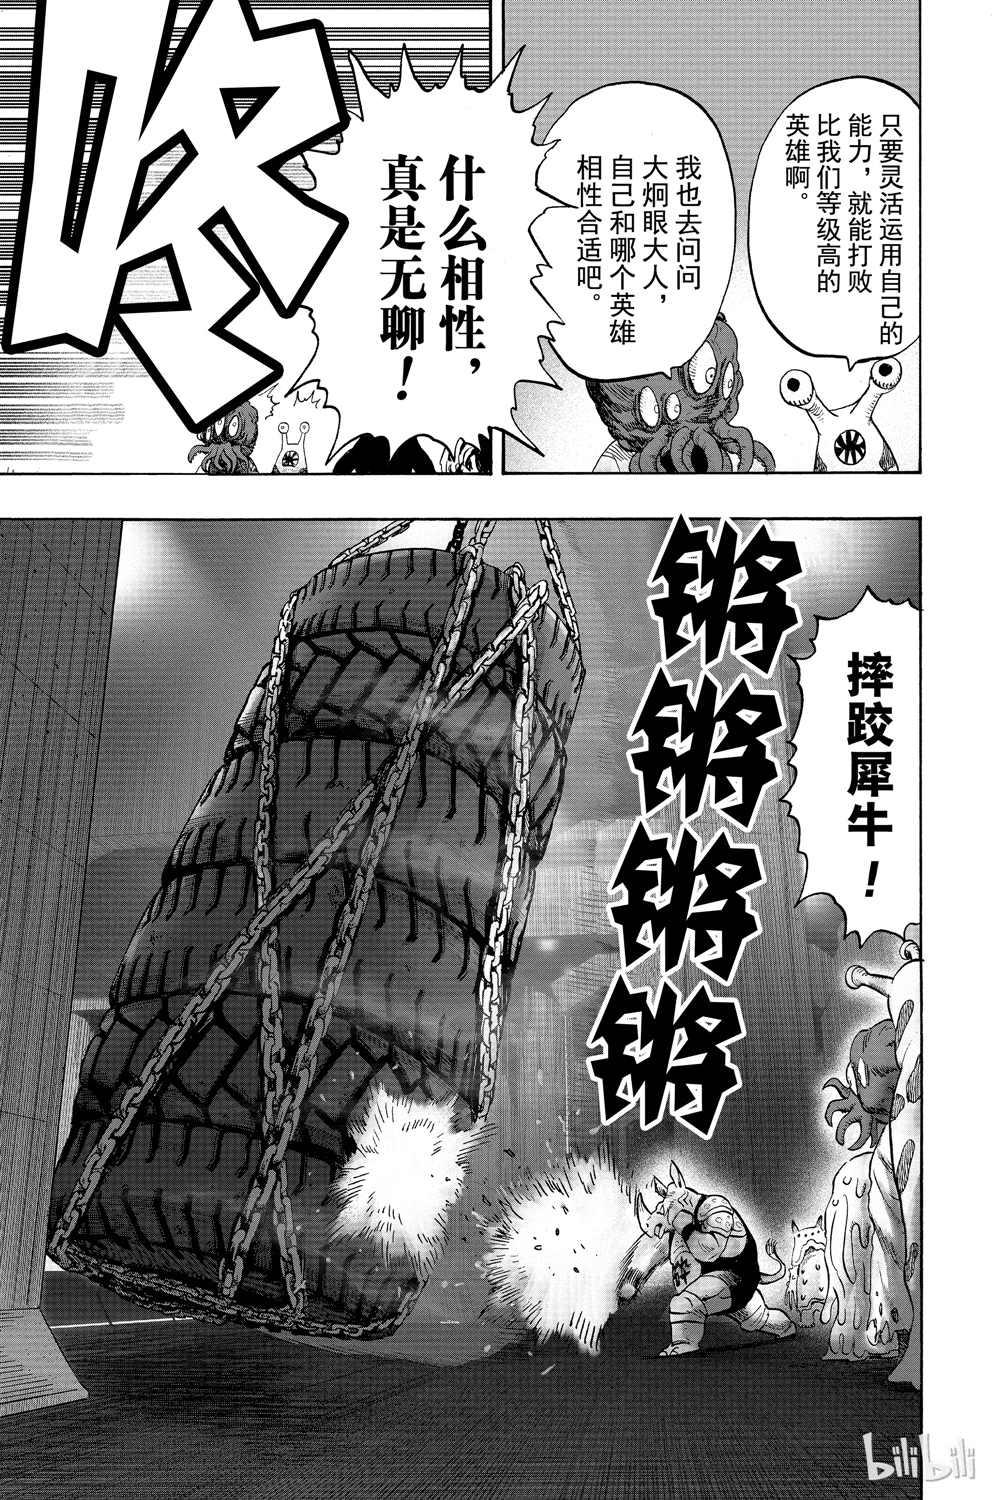 只要灵活运用自己的
能力，就能打败
比我们等级高的
英雄啊。
我也去问问
大炯眼大人，
自己和哪个英雄
相性合适吧。
什么相性，
真是无聊！
咚
摔跤犀牛！
锵
锵
锵
锵
bilibili